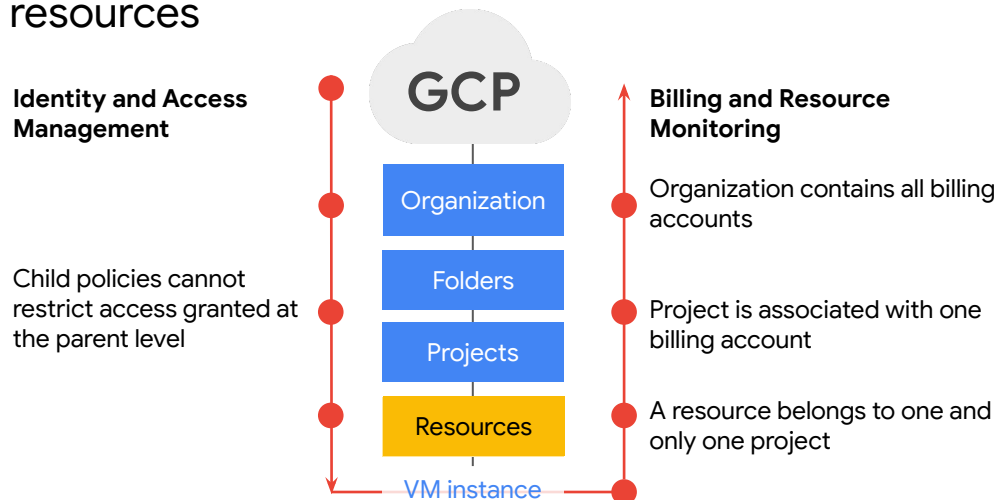 resources
Identity and Access
Management
Child policies cannot
restrict access granted at
the parent level
GCP
Organization
Folders
Projects
Resources
VM instance
Billing and Resource
Monitoring
Organization contains all billing
accounts
Project is associated with one
billing account
A resource belongs to one and
only one project